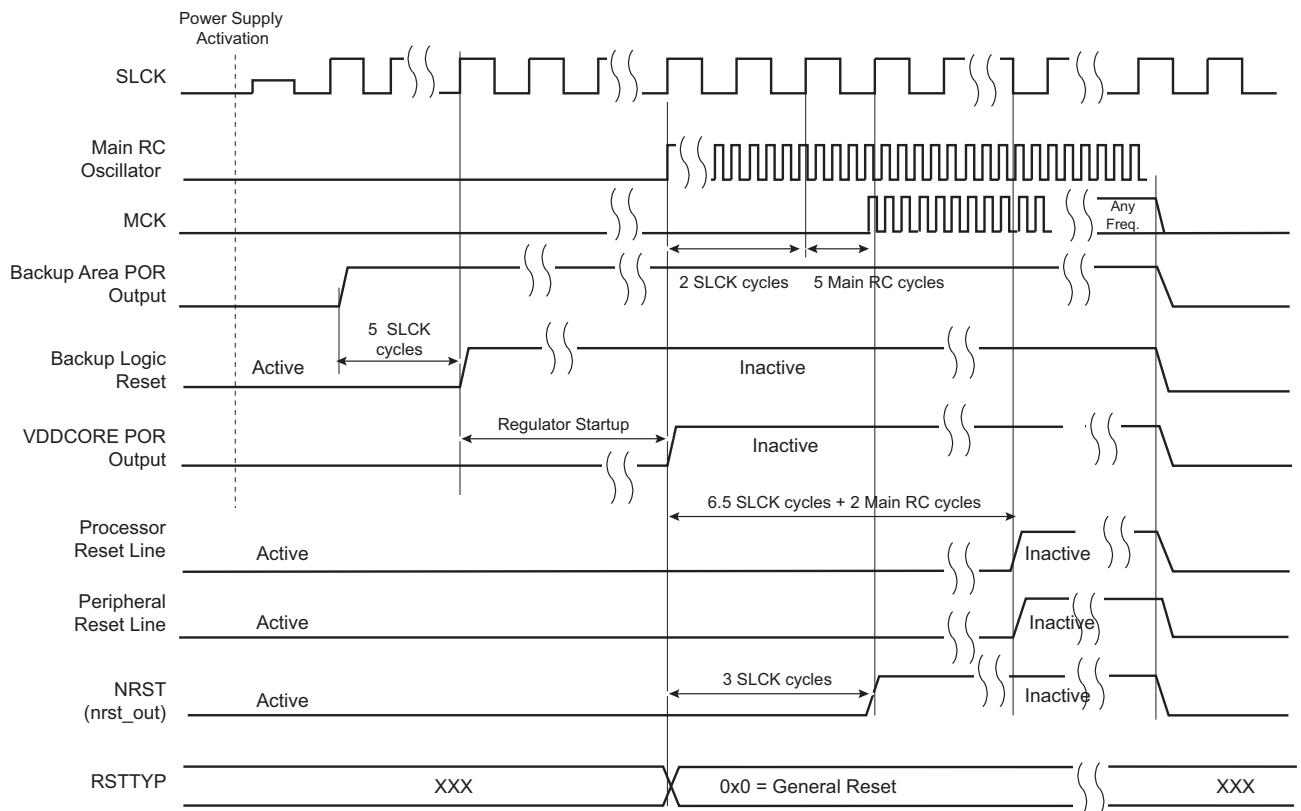 Power Supply
Activation
SLCK
Main RC
Oscillator
MCK
Any
Freq.
2 SLCK cycles
5 Main RC cycles
Backup Area POR
Output
5 SLCK
cycles
Backup Logic
Reset
Active
Inactive
Regulator Startup
VDDCORE POR
Output
Inactive
6.5 SLCK cycles + 2 Main RC cycles
Processor
Reset Line
Active
Inactive
Peripheral
Reset Line
Active
Inactive
3 SLCK cycles
NRST
(nrst_out)
Active
Inactive
RSTTYP
XXX
0x0 = General Reset
XXX